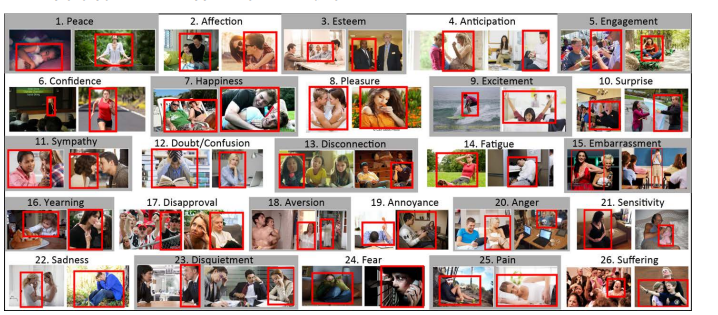 1. Peace 2. Affection 3. Esteem 4. Anticipation 5. Engagement
6. Confidence 7. Happiness 8. Pleasure 9. Excitement 10. Surprise
11. Sympathy 12. Doubt/Confusion 13. Disconnection 14. Fatigue 15. Embarrassment
16. Yearning 17. Disapproval 18. Aversion 19. Annoyance 20. Anger 21. Sensitivity
22. Sadness 23. Disquietment 24. Fear 25. Pain 26. Suffering